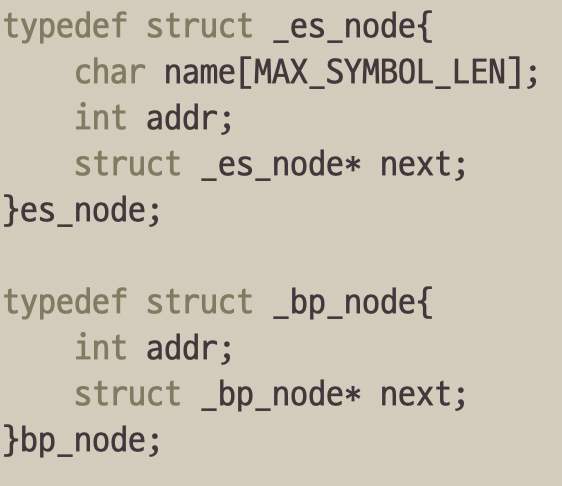 typedef struct _es_node{
    char name[MAX_SYMBOL_LEN];
    int addr;
    struct _es_node* next;
}es_node;

typedef struct _bp_node{
    int addr;
    struct _bp_node* next;
}bp_node;